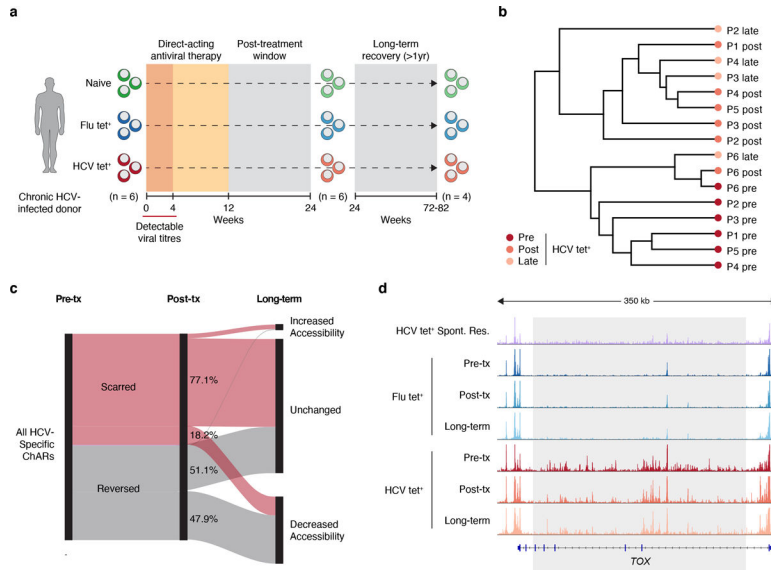 a
Direct-acting
antiviral therapy
Post-treatment
window
Long-term
recovery (>1yr)
Naive
Flu tet+
HCV tet+
Chronic HCV-
infected donor
(n = 6)
(n = 6)
(n = 4)
0
4
12
24
24
72-82
Weeks
Weeks
Detectable
viral titres
b
P2 late
P1 post
P4 late
P3 late
P4 post
P5 post
P3 post
P2 post
P6 late
P6 post
P6 pre
P2 pre
P3 pre
P1 pre
P5 pre
P4 pre
Pre
Post
Late
HCV tet+
c
Pre-tx
Post-tx
Long-term
Increased
Accessibility
Scarred
77.1%
Unchanged
18.2%
All HCV-
Specific
ChARs
51.1%
Reversed
47.9%
Decreased
Accessibility
d
350 kb
HCV tet+ Spont. Res.
Pre-tx
Flu tet+
Post-tx
Long-term
Pre-tx
HCV tet+
Post-tx
Long-term
TOX